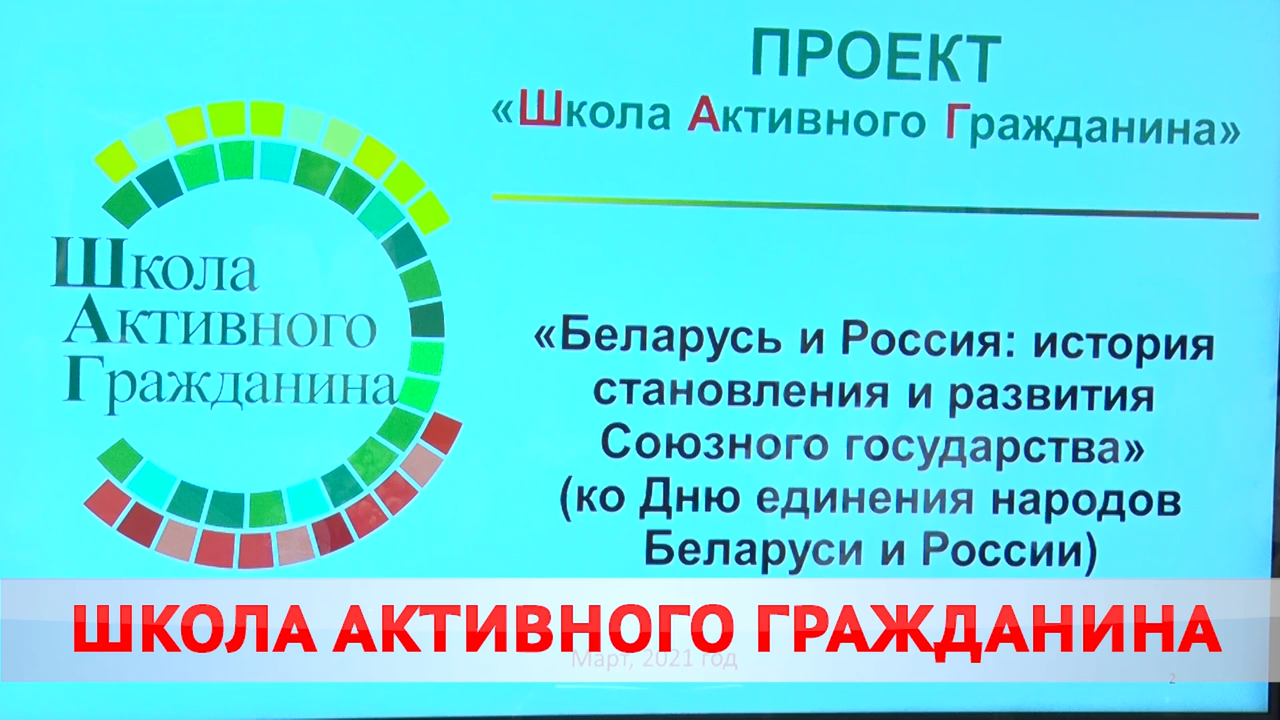 ПРОЕКТ
«Школа Активного Гражданина»
Школа
Активного
Гражданина
«Беларусь и Россия: история
становления и развития
Союзного государства»
(ко Дню единения народов
Беларуси и России)
ШКОЛА АКТИВНОГО ГРАЖДАНИНА
Март, 2021 год
2